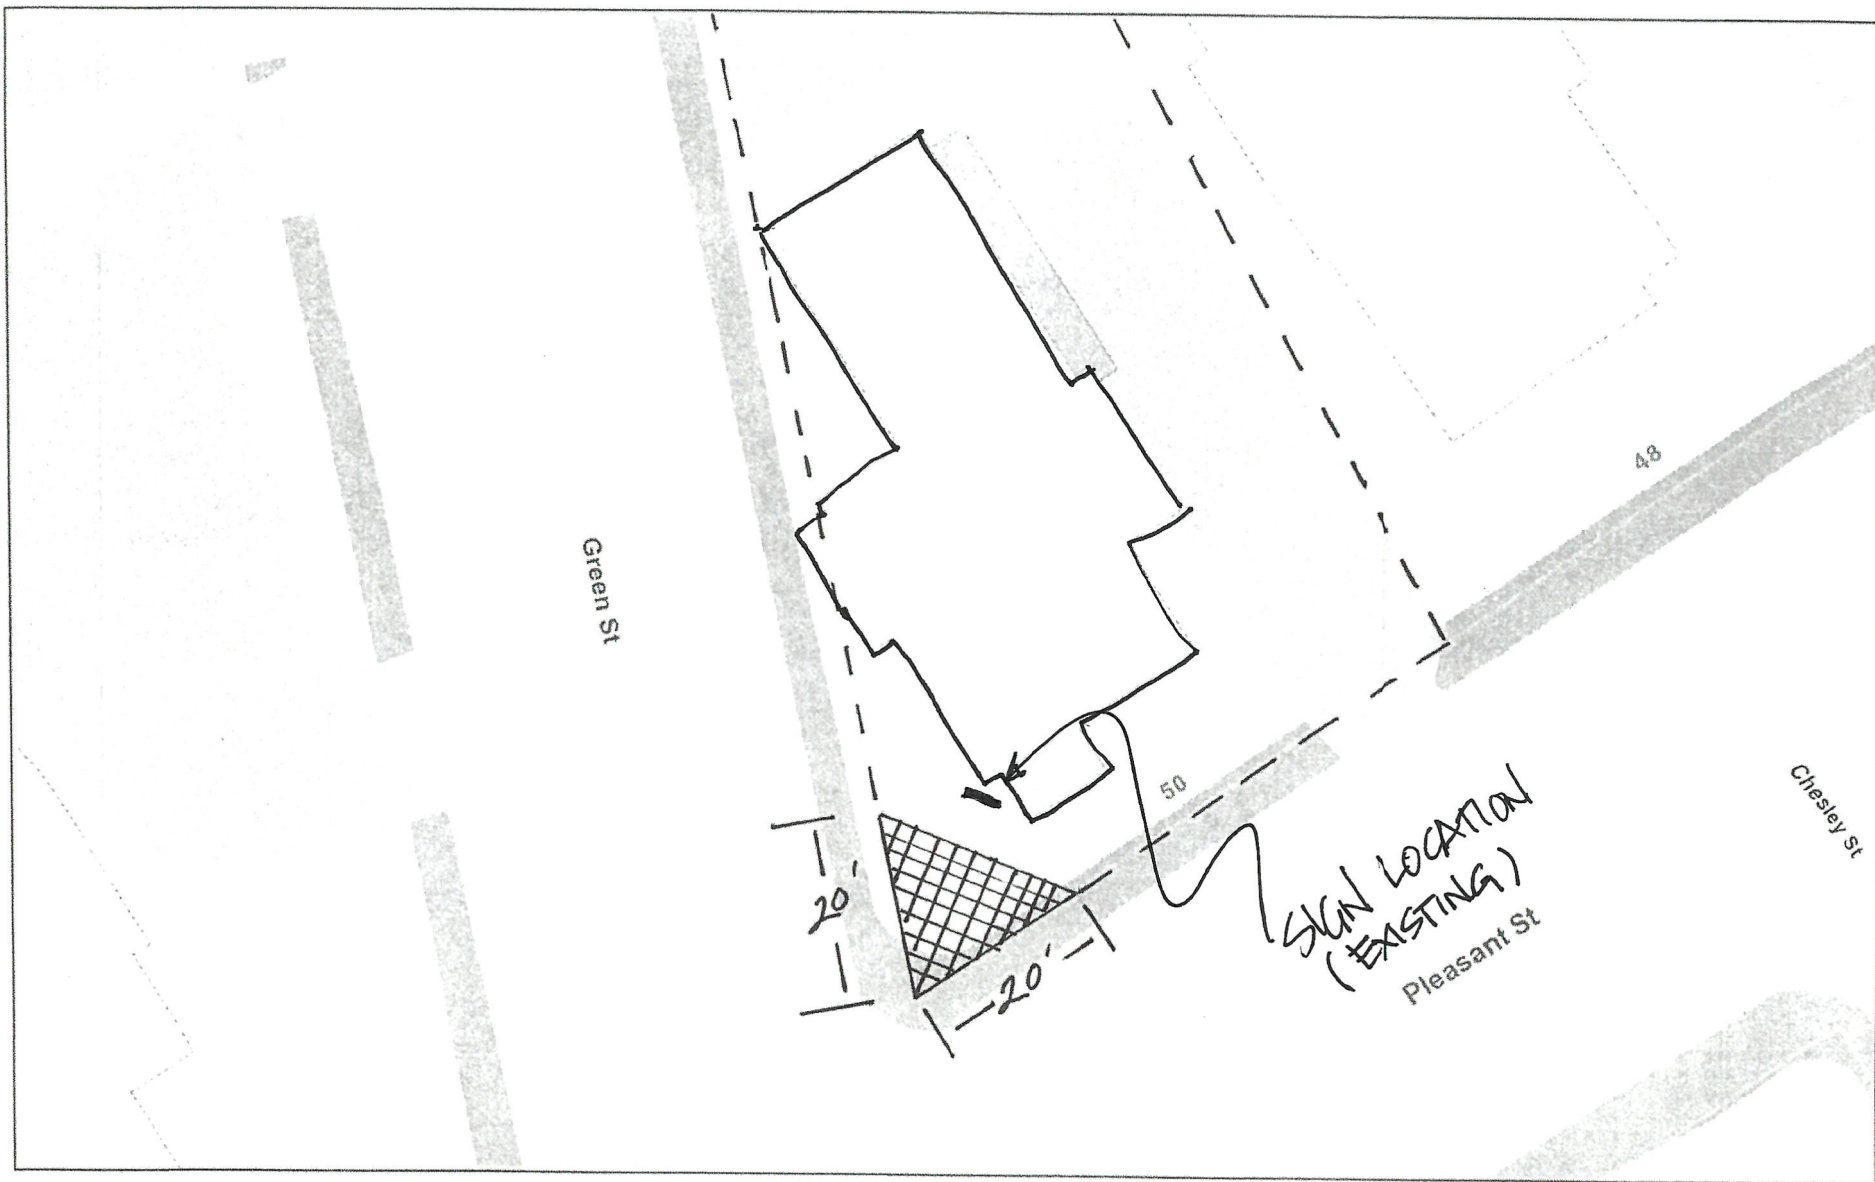 48
Green St
50
Chesley St
20'
20'
SIGN LOCATION
(EXISTING)
Pleasant St